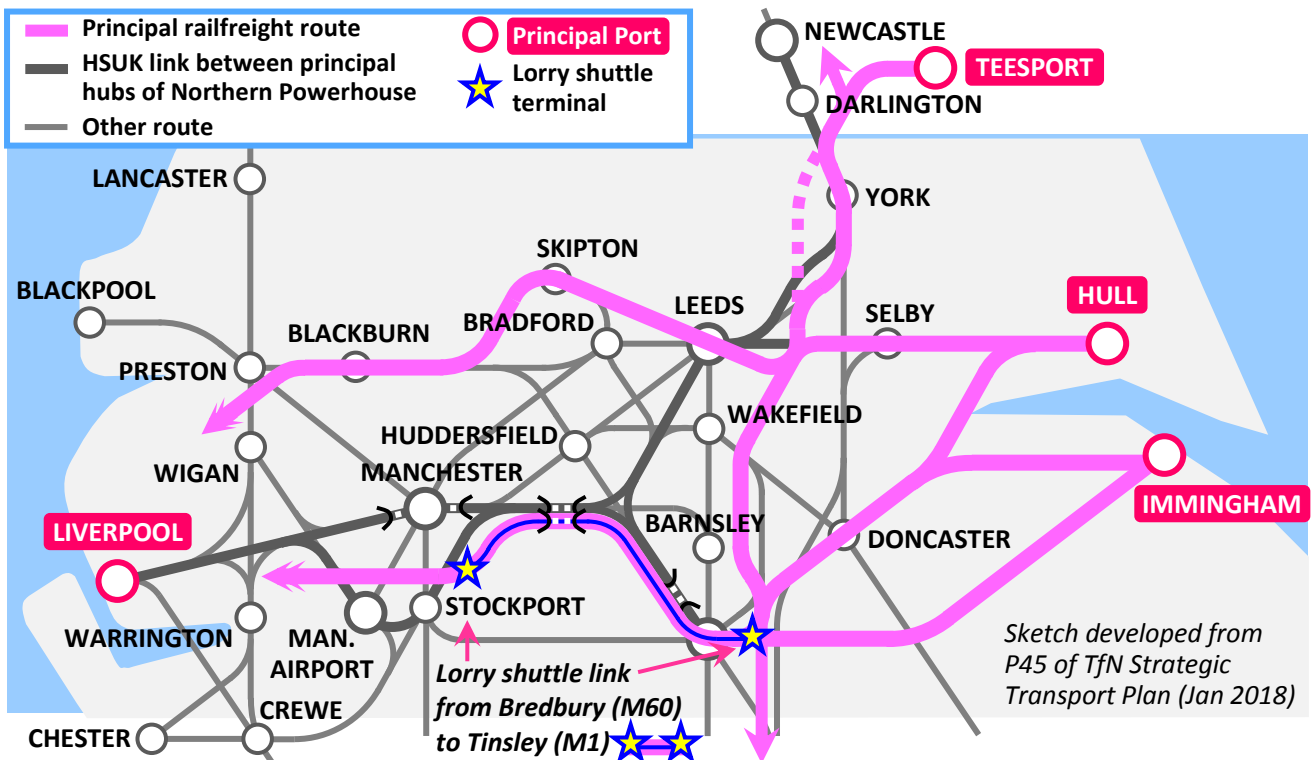 Principal railfreight route
HSUK link between principal
hubs of Northern Powerhouse
Other route
Principal Port
Lorry shuttle
terminal
NEWCASTLE
TEESPORT
DARLINGTON
LANCASTER
YORK
SKIPTON
BLACKPOOL
HULL
BLACKBURN
BRADFORD
LEEDS
SELBY
PRESTON
WAKEFIELD
HUDDERSFIELD
WIGAN
MANCHESTER
IMMINGHAM
LIVERPOOL
BARNSLEY
DONCASTER
STOCKPORT
WARRINGTON
MAN.
AIRPORT
Lorry shuttle link
from Bredbury (M60)
to Tinsley (M1)
Sketch developed from
P45 of TfN Strategic
Transport Plan (Jan 2018)
CREWE
CHESTER